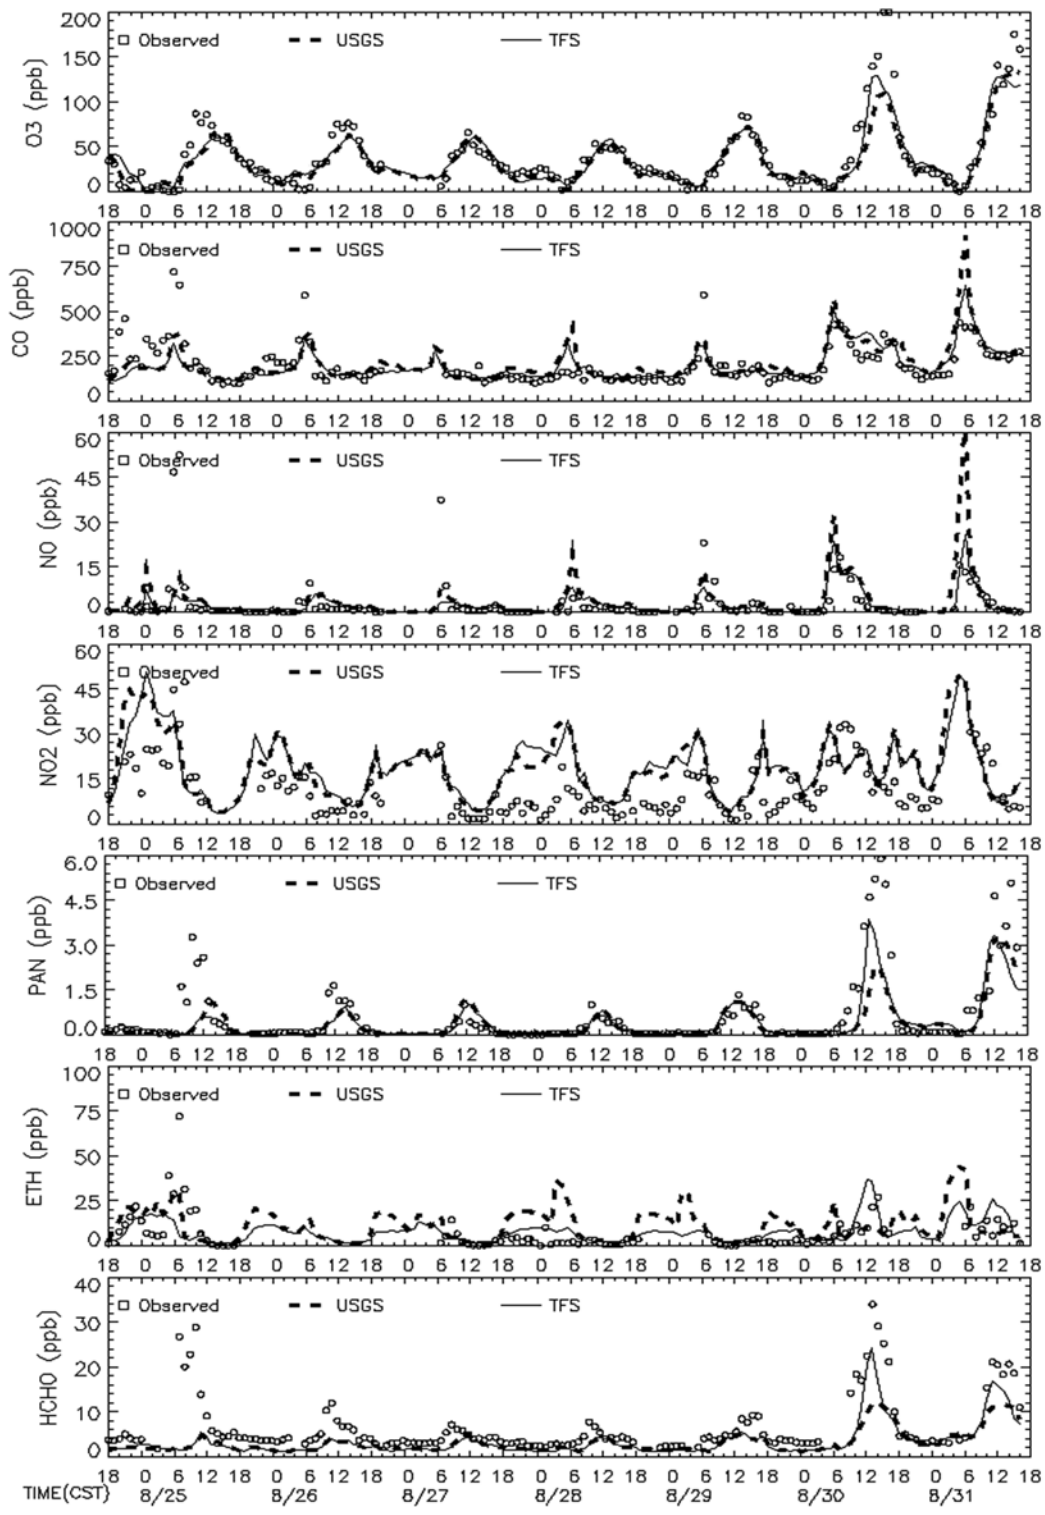 200
150
100
50
0
O3 (ppb)
Observed USGS TFS
18 0 6 12 18 0 6 12 18 0 6 12 18 0 6 12 18 0 6 12 18 0 6 12 18 0 6 12 18
1000
750
500
250
0
CO (ppb)
Observed USGS TFS
18 0 6 12 18 0 6 12 18 0 6 12 18 0 6 12 18 0 6 12 18 0 6 12 18 0 6 12 18
60
45
30
15
0
NO (ppb)
Observed USGS TFS
18 0 6 12 18 0 6 12 18 0 6 12 18 0 6 12 18 0 6 12 18 0 6 12 18 0 6 12 18
60
45
30
15
0
NO2 (ppb)
Observed USGS TFS
18 0 6 12 18 0 6 12 18 0 6 12 18 0 6 12 18 0 6 12 18 0 6 12 18 0 6 12 18
6.0
4.5
3.0
1.5
0.0
PAN (ppb)
Observed USGS TFS
18 0 6 12 18 0 6 12 18 0 6 12 18 0 6 12 18 0 6 12 18 0 6 12 18 0 6 12 18
100
75
50
25
0
ETH (ppb)
Observed USGS TFS
18 0 6 12 18 0 6 12 18 0 6 12 18 0 6 12 18 0 6 12 18 0 6 12 18 0 6 12 18
40
30
20
10
0
HCHO (ppb)
Observed USGS TFS
18 0 6 12 18 0 6 12 18 0 6 12 18 0 6 12 18 0 6 12 18 0 6 12 18 0 6 12 18
TIME(CST) 8/25 8/26 8/27 8/28 8/29 8/30 8/31